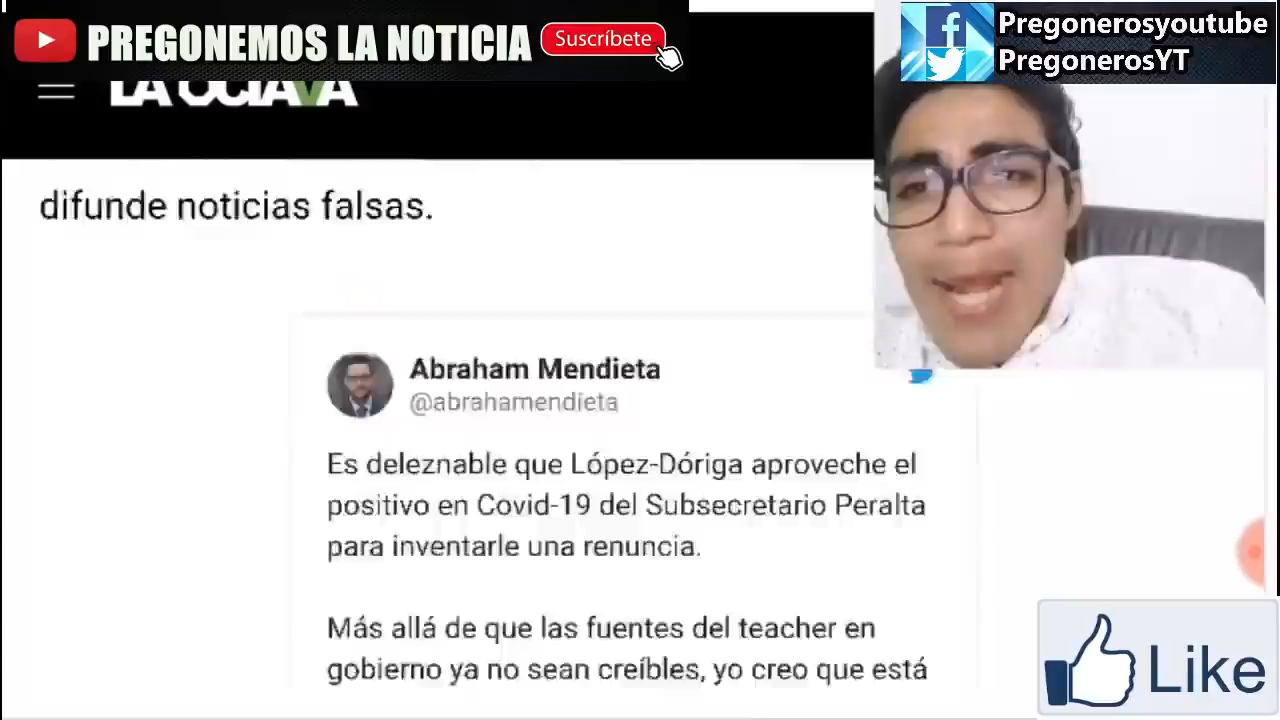 PREGONEMOS LA NOTICIA
Suscríbete
Pregonerosyoutube
PregonerosYT
LA OCTAVA
difunde noticias falsas.
Abraham Mendieta
@abrahamendieta
Es deleznable que López-Dóriga aproveche el
positivo en Covid-19 del Subsecretario Peralta
para inventarle una renuncia.
Más allá de que las fuentes del teacher en
gobierno ya no sean creíbles, yo creo que está
Like